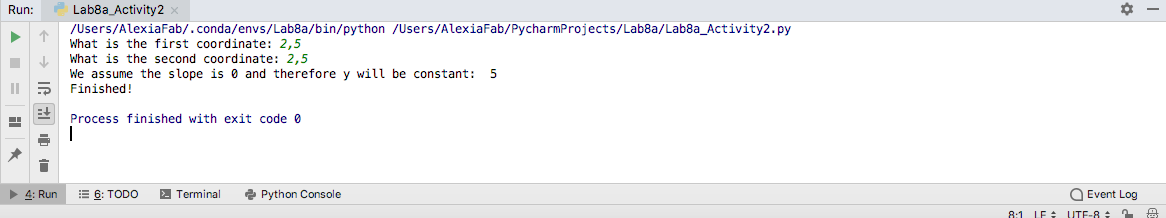 Run: Lab8a_Activity2 ×
/Users/AlexiaFab/.conda/envs/Lab8a/bin/python /Users/AlexiaFab/PycharmProjects/Lab8a/Lab8a_Activity2.py
What is the first coordinate: 2,5
What is the second coordinate: 2,5
We assume the slope is 0 and therefore y will be constant:  5
Finished!
Process finished with exit code 0
4: Run 6: TODO Terminal Python Console Event Log
8:1 LF UTF-8